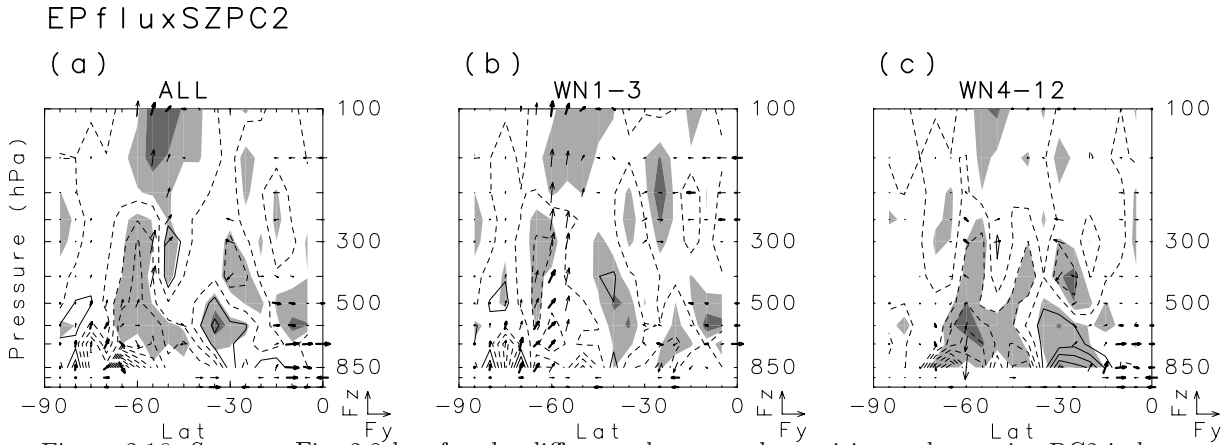 EPfluxSZPC2
(a) (b) (c)
ALL WN1-3 WN4-12
Pressure (hPa)
100 100 100
300 300 300
500 500 500
850 850 850
-90 -60 -30 0 -90 -60 -30 0 -90 -60 -30 0
Lat Lat Lat
Fz Fy Fz Fy Fz Fy